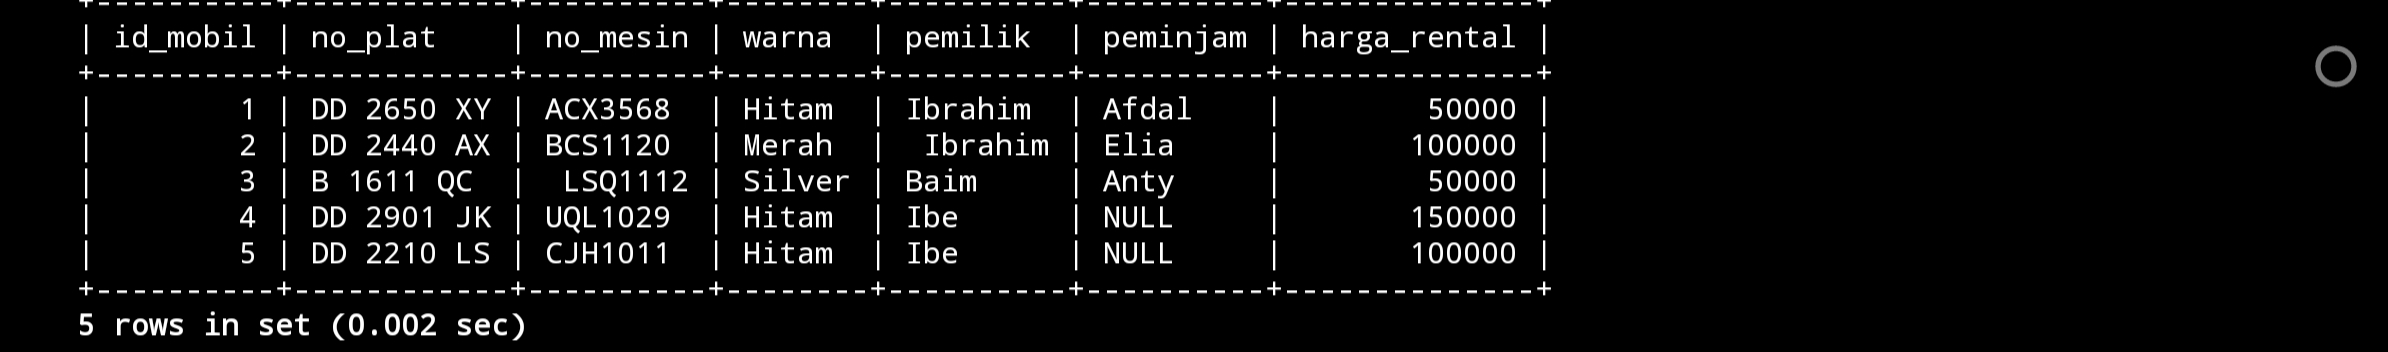 +----------+------------+----------+--------+----------+----------+--------------+
| id_mobil | no_plat    | no_mesin | warna  | pemilik  | peminjam | harga_rental |
+----------+------------+----------+--------+----------+----------+--------------+
|        1 | DD 2650 XY | ACX3568  | Hitam  | Ibrahim  | Afdal    |        50000 |
|        2 | DD 2440 AX | BCS1120  | Merah  |  Ibrahim | Elia     |       100000 |
|        3 | B 1611 QC  |  LSQ1112 | Silver | Baim     | Anty     |        50000 |
|        4 | DD 2901 JK | UQL1029  | Hitam  | Ibe      | NULL     |       150000 |
|        5 | DD 2210 LS | CJH1011  | Hitam  | Ibe      | NULL     |       100000 |
+----------+------------+----------+--------+----------+----------+--------------+
5 rows in set (0.002 sec)